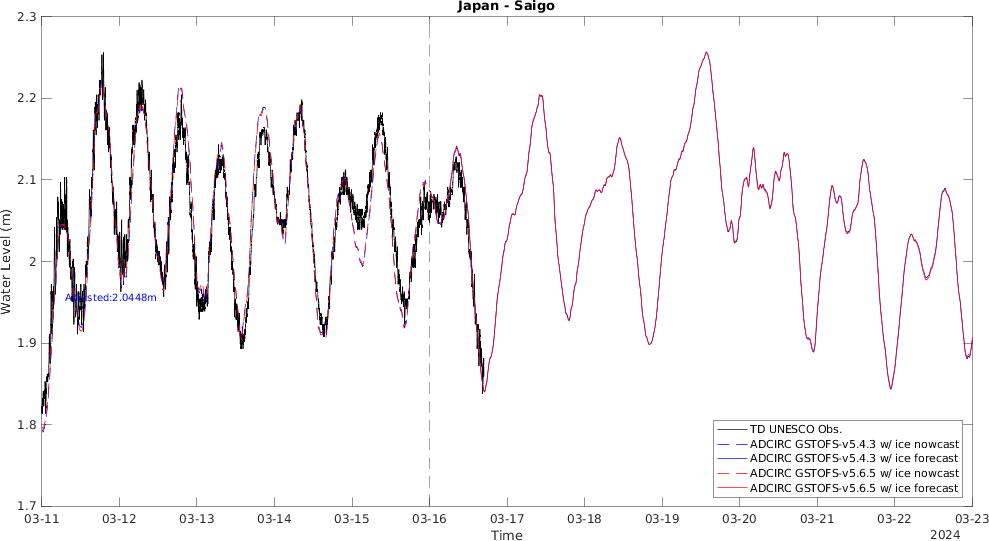 Japan - Saigo
2.3
2.2
2.1
2
1.9
1.8
1.7
Water Level (m)
Adjusted:2.0448m
TD UNESCO Obs.
ADCIRC GSTOFS-v5.4.3 w/ ice nowcast
ADCIRC GSTOFS-v5.4.3 w/ ice forecast
ADCIRC GSTOFS-v5.6.5 w/ ice nowcast
ADCIRC GSTOFS-v5.6.5 w/ ice forecast
03-11 03-12 03-13 03-14 03-15 03-16 03-17 03-18 03-19 03-20 03-21 03-22 03-23
Time
2024